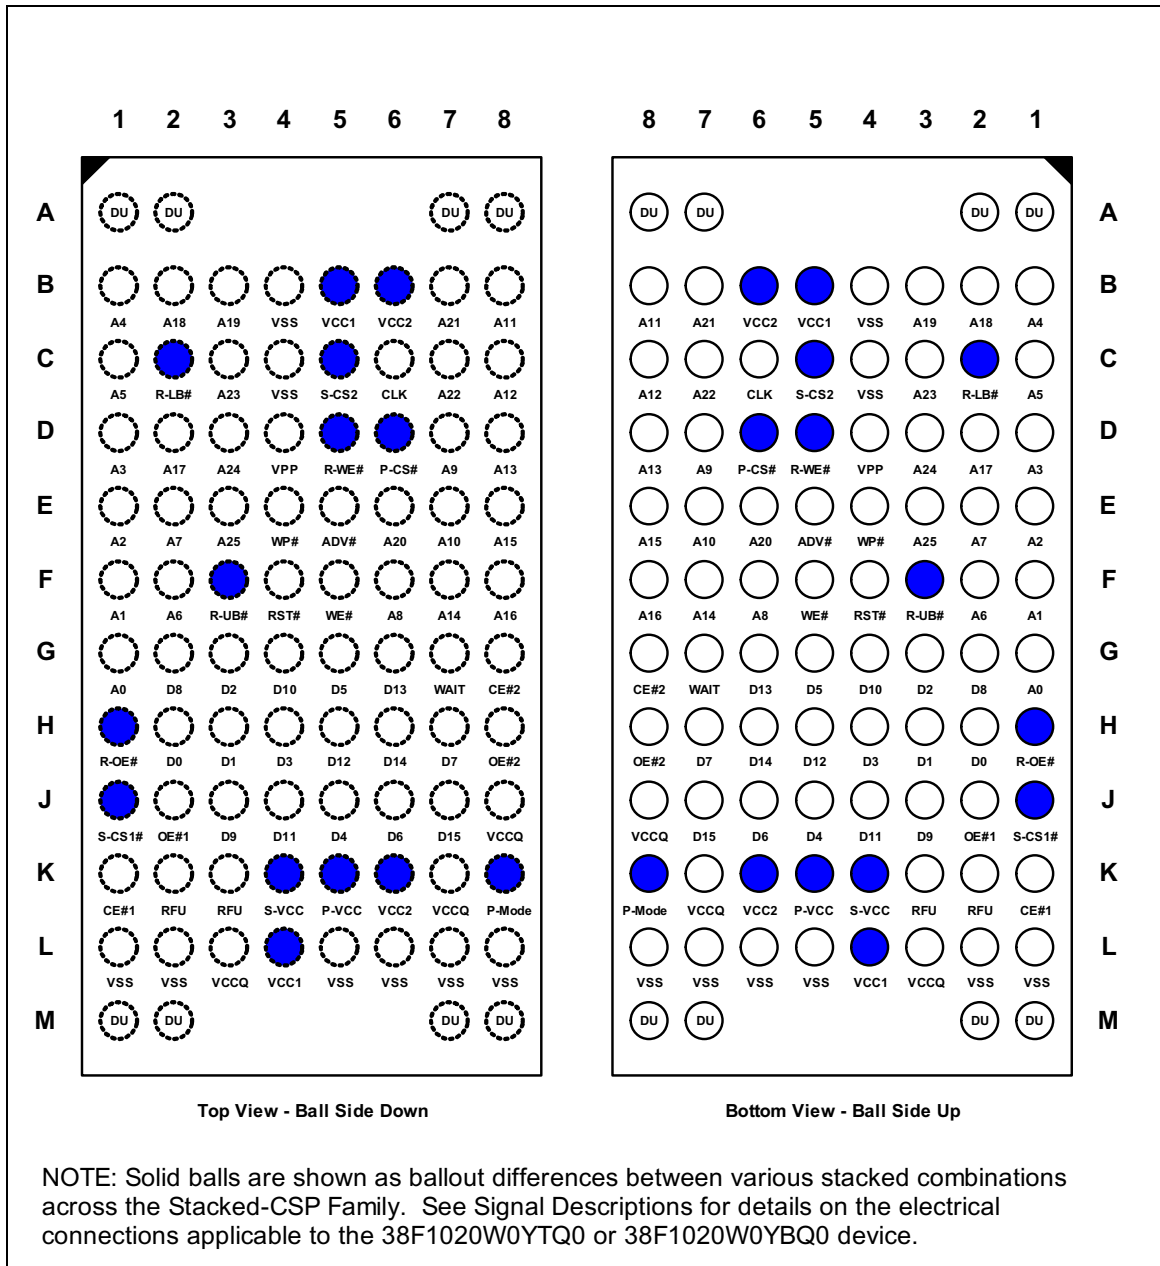 1 2 3 4 5 6 7 8 8 7 6 5 4 3 2 1
A DU DU DU DU DU DU DU DU A
B B
A4 A18 A19 VSS VCC1 VCC2 A21 A11 A11 A21 VCC2 VCC1 VSS A19 A18 A4
C C
A5 R-LB# A23 VSS S-CS2 CLK A22 A12 A12 A22 CLK S-CS2 VSS A23 R-LB# A5
D D
A3 A17 A24 VPP R-WE# P-CS# A9 A13 A13 A9 P-CS# R-WE# VPP A24 A17 A3
E E
A2 A7 A25 WP# ADV# A20 A10 A15 A15 A10 A20 ADV# WP# A25 A7 A2
F F
A1 A6 R-UB# RST# WE# A8 A14 A16 A16 A14 A8 WE# RST# R-UB# A6 A1
G G
A0 D8 D2 D10 D5 D13 WAIT CE#2 CE#2 WAIT D13 D5 D10 D2 D8 A0
H H
R-OE# D0 D1 D3 D12 D14 D7 OE#2 OE#2 D7 D14 D12 D3 D1 D0 R-OE#
J J
S-CS1# OE#1 D9 D11 D4 D6 D15 VCCQ VCCQ D15 D6 D4 D11 D9 OE#1 S-CS1#
K K
CE#1 RFU RFU S-VCC P-VCC VCC2 VCCQ P-Mode P-Mode VCCQ VCC2 P-VCC S-VCC RFU RFU CE#1
L L
VSS VSS VCCQ VCC1 VSS VSS VSS VSS VSS VSS VSS VSS VCC1 VCCQ VSS VSS
M DU DU DU DU DU DU DU DU M
Top View - Ball Side Down Bottom View - Ball Side Up
NOTE: Solid balls are shown as ballout differences between various stacked combinations
across the Stacked-CSP Family. See Signal Descriptions for details on the electrical
connections applicable to the 38F1020W0YTQ0 or 38F1020W0YBQ0 device.